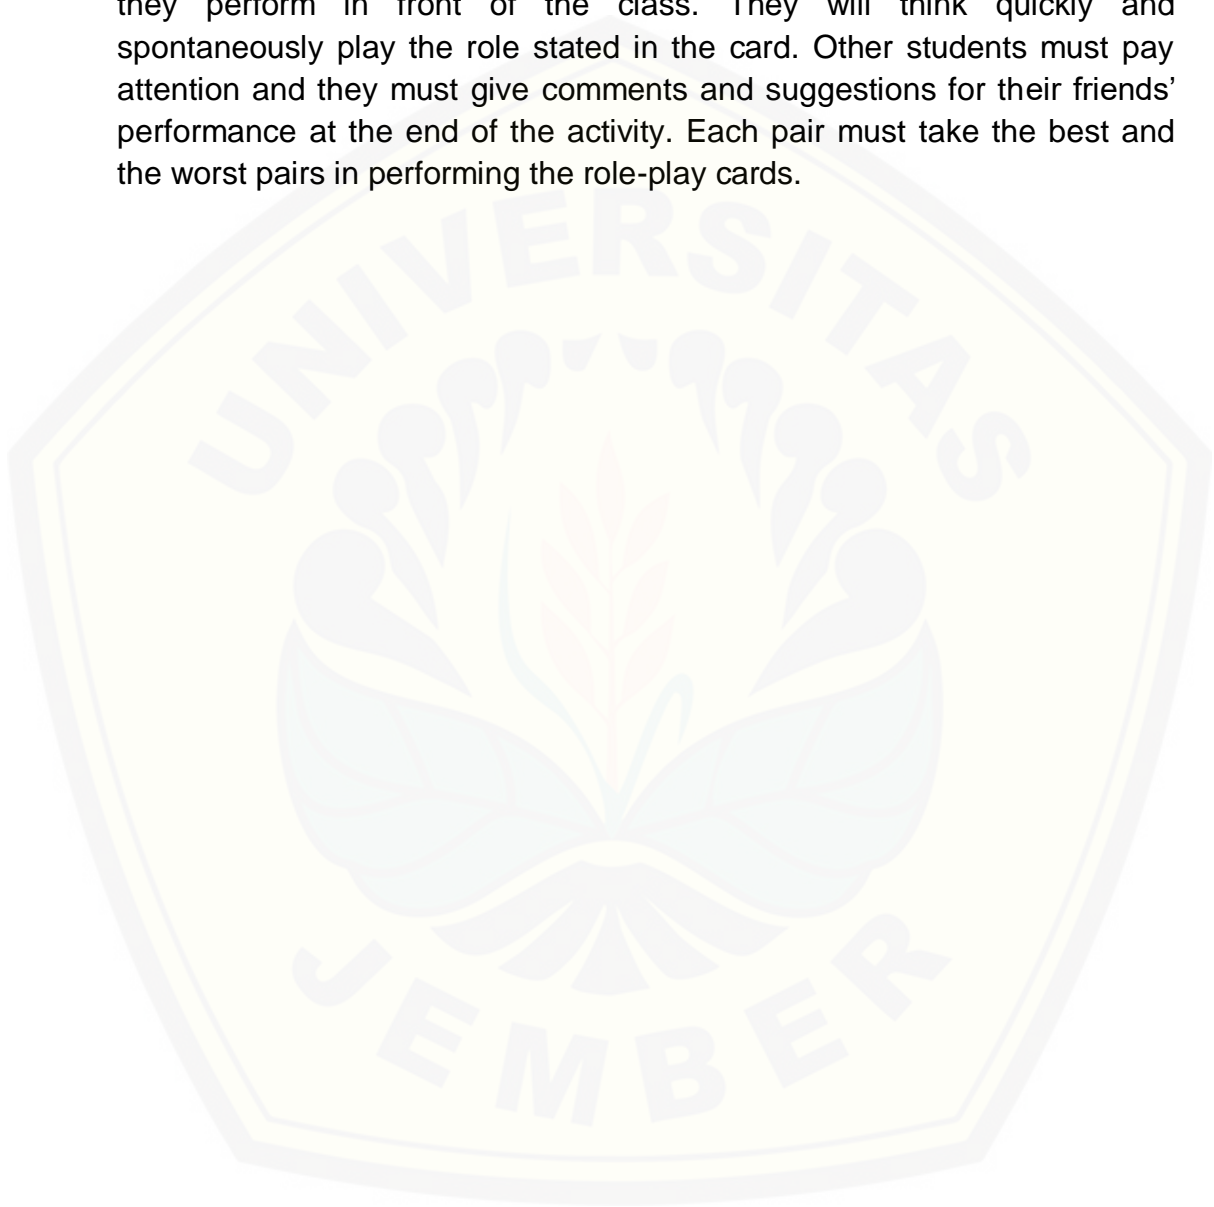 they perform in front of the class. They will think quickly and
spontaneously play the role stated in the card. Other students must pay
attention and they must give comments and suggestions for their friends’
performance at the end of the activity. Each pair must take the best and
the worst pairs in performing the role-play cards.
UNIVERSITAS
JEMBER